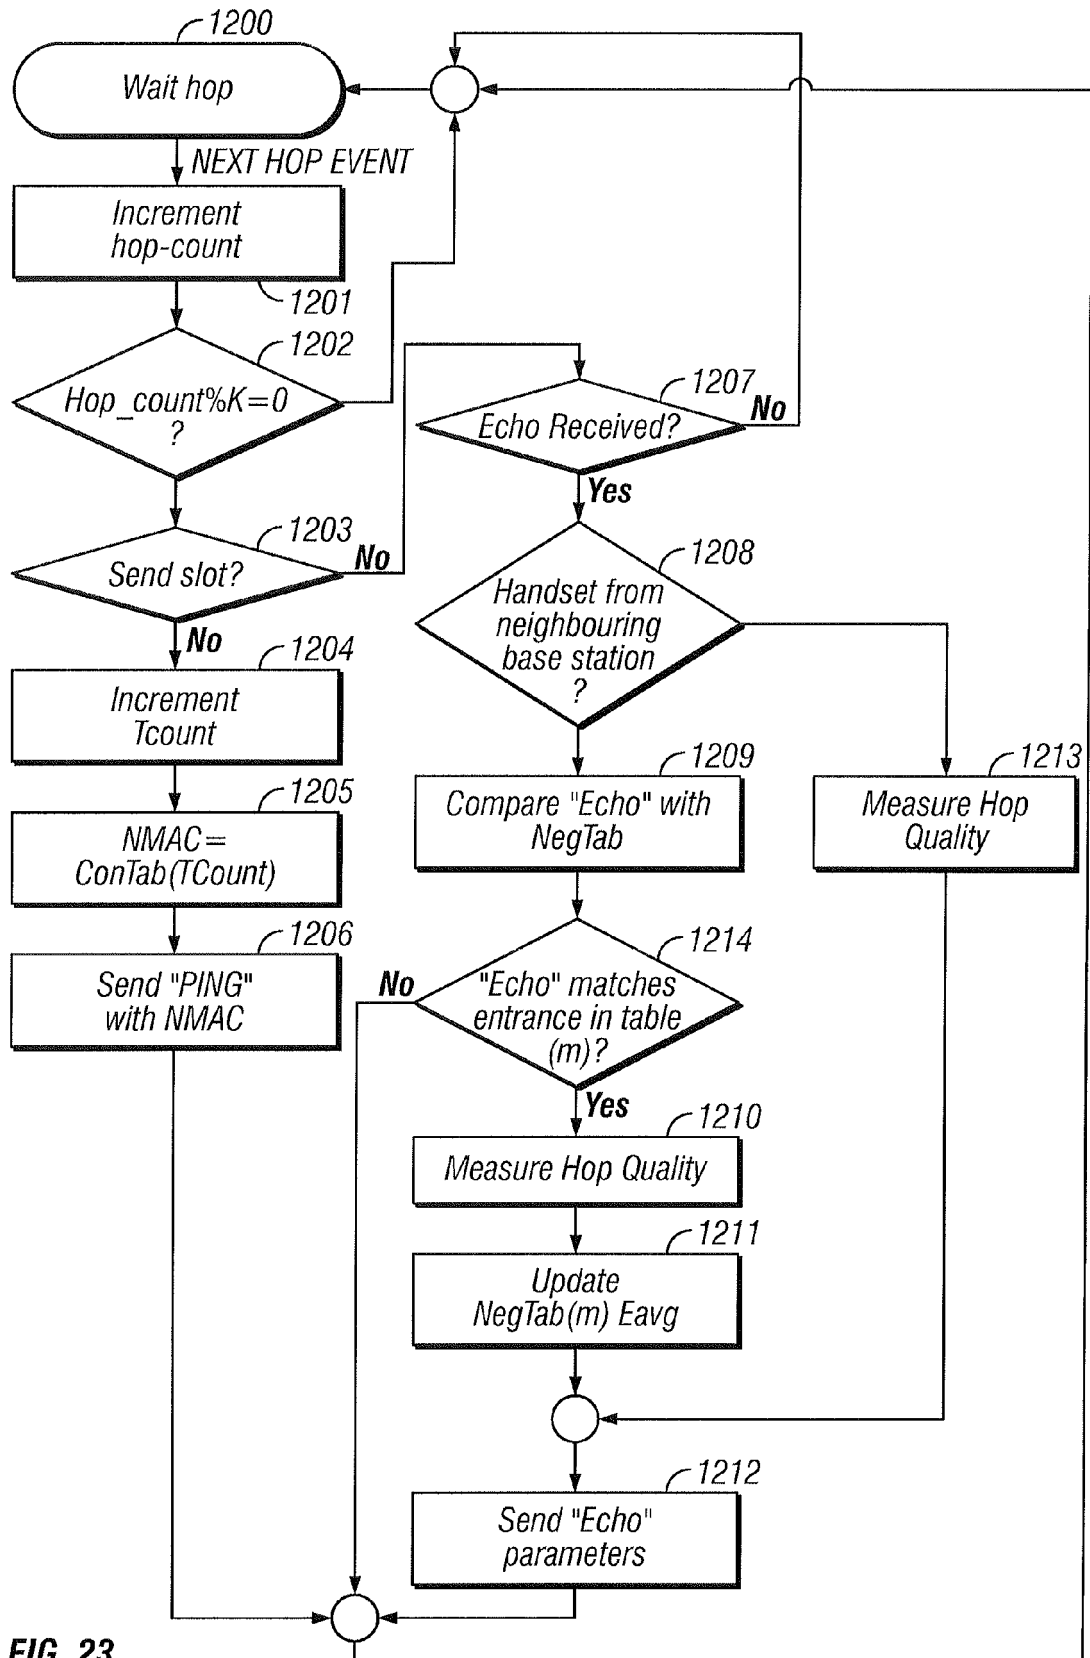 1200
Wait hop
NEXT HOP EVENT
Increment
hop-count
1201
1202
Hop_count%K=0
?
1203
Send slot?
No
No
1204
Increment
Tcount
1205
NMAC=
ConTab(TCount)
1206
Send "PING"
with NMAC
1207
Echo Received?
No
Yes
1208
Handset from
neighbouring
base station
?
1209
Compare "Echo" with
NegTab
1213
Measure Hop
Quality
1214
No
"Echo" matches
entrance in table
(m)?
Yes
1210
Measure Hop Quality
1211
Update
NegTab(m) Eavg
1212
Send "Echo"
parameters
FIG. 23